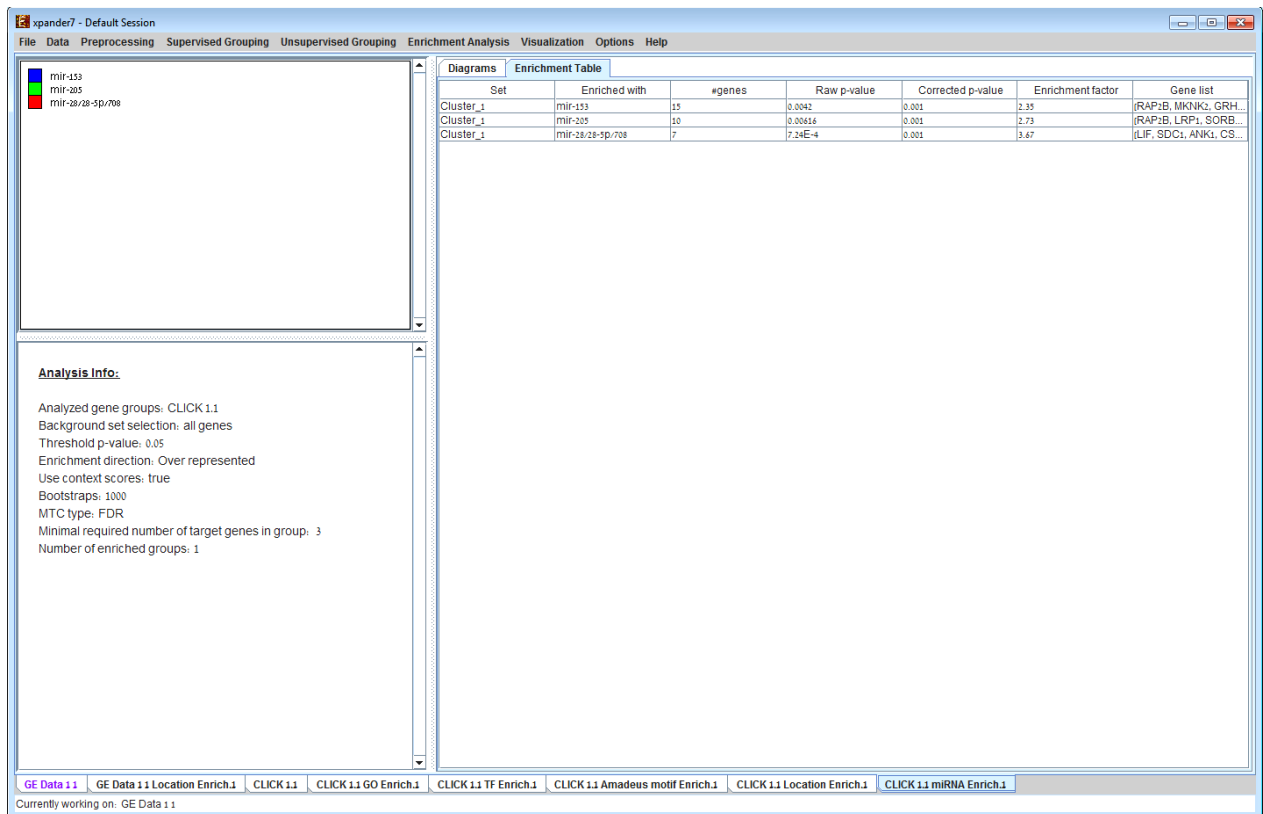 xpander7 - Default Session
File Data Preprocessing Supervised Grouping Unsupervised Grouping Enrichment Analysis Visualization Options Help
mir-153
mir-205
mir-28/28-5p/708
Diagrams Enrichment Table
Set Enriched with #genes Raw p-value Corrected p-value Enrichment factor Gene list
Cluster_1 mir-153 15 0.0042 0.001 2.35 [RAP2B, MKNK2, GRH...
Cluster_1 mir-205 10 0.00616 0.001 2.73 [RAP2B, LRP1, SORB...
Cluster_1 mir-28/28-5p/708 7 7.24E-4 0.001 3.67 [LIF, SDC1, ANK1, CS...
Analysis Info:
Analyzed gene groups: CLICK 1.1
Background set selection: all genes
Threshold p-value: 0.05
Enrichment direction: Over represented
Use context scores: true
Bootstraps: 1000
MTC type: FDR
Minimal required number of target genes in group: 3
Number of enriched groups: 1
GE Data 1 1 GE Data 1 1 Location Enrich.1 CLICK 1.1 CLICK 1.1 GO Enrich.1 CLICK 1.1 TF Enrich.1 CLICK 1.1 Amadeus motif Enrich.1 CLICK 1.1 Location Enrich.1 CLICK 1.1 miRNA Enrich.1
Currently working on: GE Data 1 1